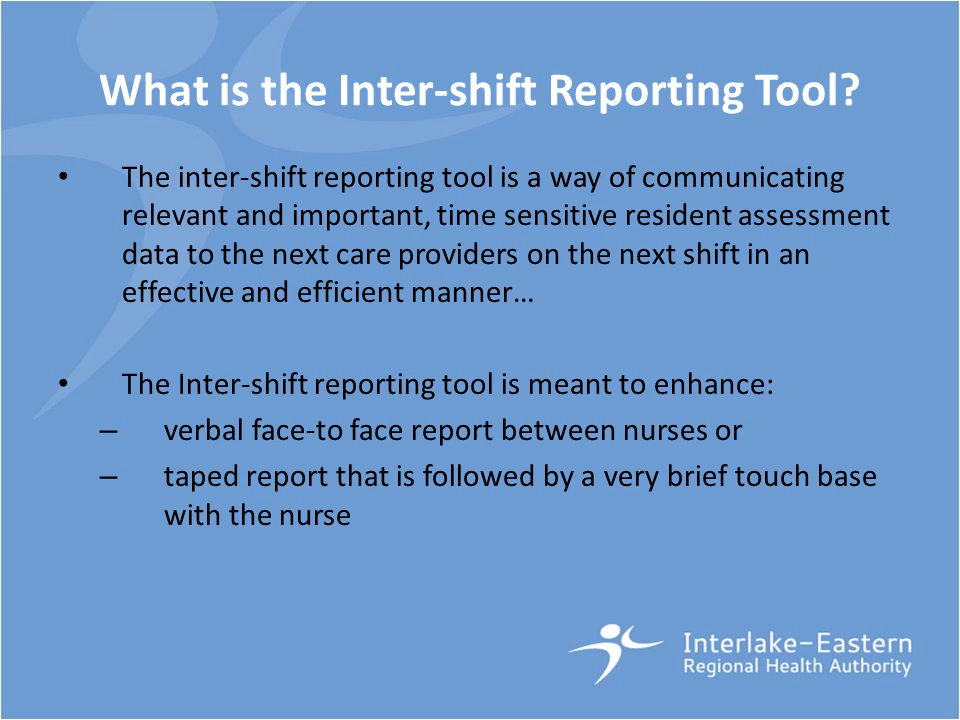 What is the Inter-shift Reporting Tool?
• The inter-shift reporting tool is a way of communicating
relevant and important, time sensitive resident assessment
data to the next care providers on the next shift in an
effective and efficient manner…
• The Inter-shift reporting tool is meant to enhance:
– verbal face-to face report between nurses or
– taped report that is followed by a very brief touch base
with the nurse
Interlake-Eastern
Regional Health Authority